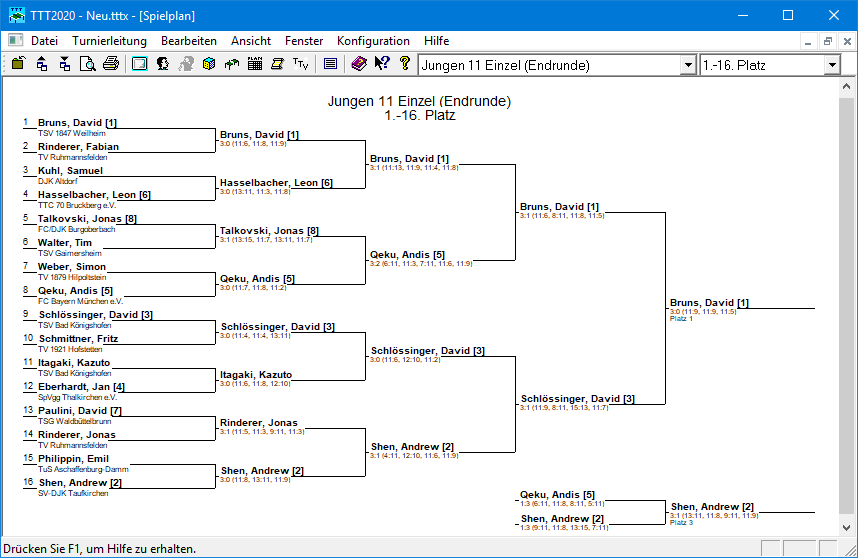 TTT2020 - Neu.tttx - [Spielplan]
Datei Turnierleitung Bearbeiten Ansicht Fenster Konfiguration Hilfe
Jungen 11 Einzel (Endrunde) 1.-16. Platz
Jungen 11 Einzel (Endrunde)
1.-16. Platz
1 Bruns, David [1]
TSV 1847 Weilheim
2 Rinderer, Fabian
TV Ruhmannsfelden
3 Kuhl, Samuel
DJK Altdorf
4 Hasselbacher, Leon [6]
TTC 70 Bruckberg e.V.
5 Talkovski, Jonas [8]
FC/DJK Burgoberbach
6 Walter, Tim
TSV Gaimersheim
7 Weber, Simon
TV 1879 Hilpoltstein
8 Qeku, Andis [5]
FC Bayern München e.V.
9 Schlössinger, David [3]
TSV Bad Königshofen
10 Schmittner, Fritz
TV 1921 Hofstetten
11 Itagaki, Kazuto
TSV Bad Königshofen
12 Eberhardt, Jan [4]
SpVgg Thalkirchen e.V.
13 Paulini, David [7]
TSG Waldbüttelbrunn
14 Rinderer, Jonas
TV Ruhmannsfelden
15 Philippin, Emil
TuS Aschaffenburg-Damm
16 Shen, Andrew [2]
SV-DJK Taufkirchen
Bruns, David [1]
3:0 (11:6, 11:8, 11:9)
Hasselbacher, Leon [6]
3:0 (13:11, 11:3, 11:8)
Talkovski, Jonas [8]
3:1 (13:15, 11:7, 13:11, 11:7)
Qeku, Andis [5]
3:0 (11:7, 11:8, 11:2)
Schlössinger, David [3]
3:0 (11:4, 11:4, 13:11)
Itagaki, Kazuto
3:0 (11:6, 11:8, 12:10)
Rinderer, Jonas
3:1 (11:5, 11:3, 9:11, 11:3)
Shen, Andrew [2]
3:0 (11:8, 13:11, 11:9)
Bruns, David [1]
3:1 (11:13, 11:9, 11:4, 11:8)
Qeku, Andis [5]
3:2 (6:11, 11:3, 7:11, 11:6, 11:9)
Schlössinger, David [3]
3:0 (11:6, 12:10, 11:2)
Shen, Andrew [2]
3:1 (4:11, 12:10, 11:6, 11:9)
Bruns, David [1]
3:1 (11:6, 8:11, 11:8, 11:5)
Schlössinger, David [3]
3:1 (11:9, 8:11, 15:13, 11:7)
Bruns, David [1]
3:0 (11:9, 11:9, 11:5)
Platz 1
Qeku, Andis [5]
1:3 (6:11, 11:8, 8:11, 5:11)
Shen, Andrew [2]
1:3 (9:11, 11:8, 13:15, 7:11)
Shen, Andrew [2]
3:1 (13:11, 11:8, 9:11, 11:9)
Platz 3
Drücken Sie F1, um Hilfe zu erhalten.